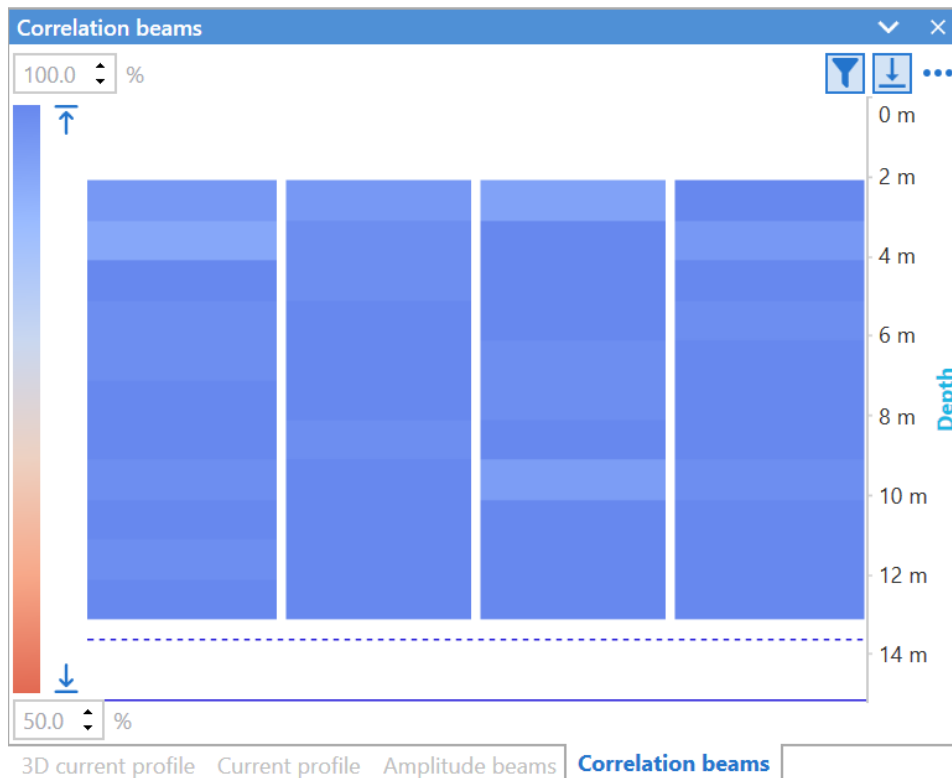 Correlation beams
100.0 %
0 m
2 m
4 m
6 m
8 m
10 m
12 m
14 m
Depth
50.0 %
3D current profile Current profile Amplitude beams Correlation beams